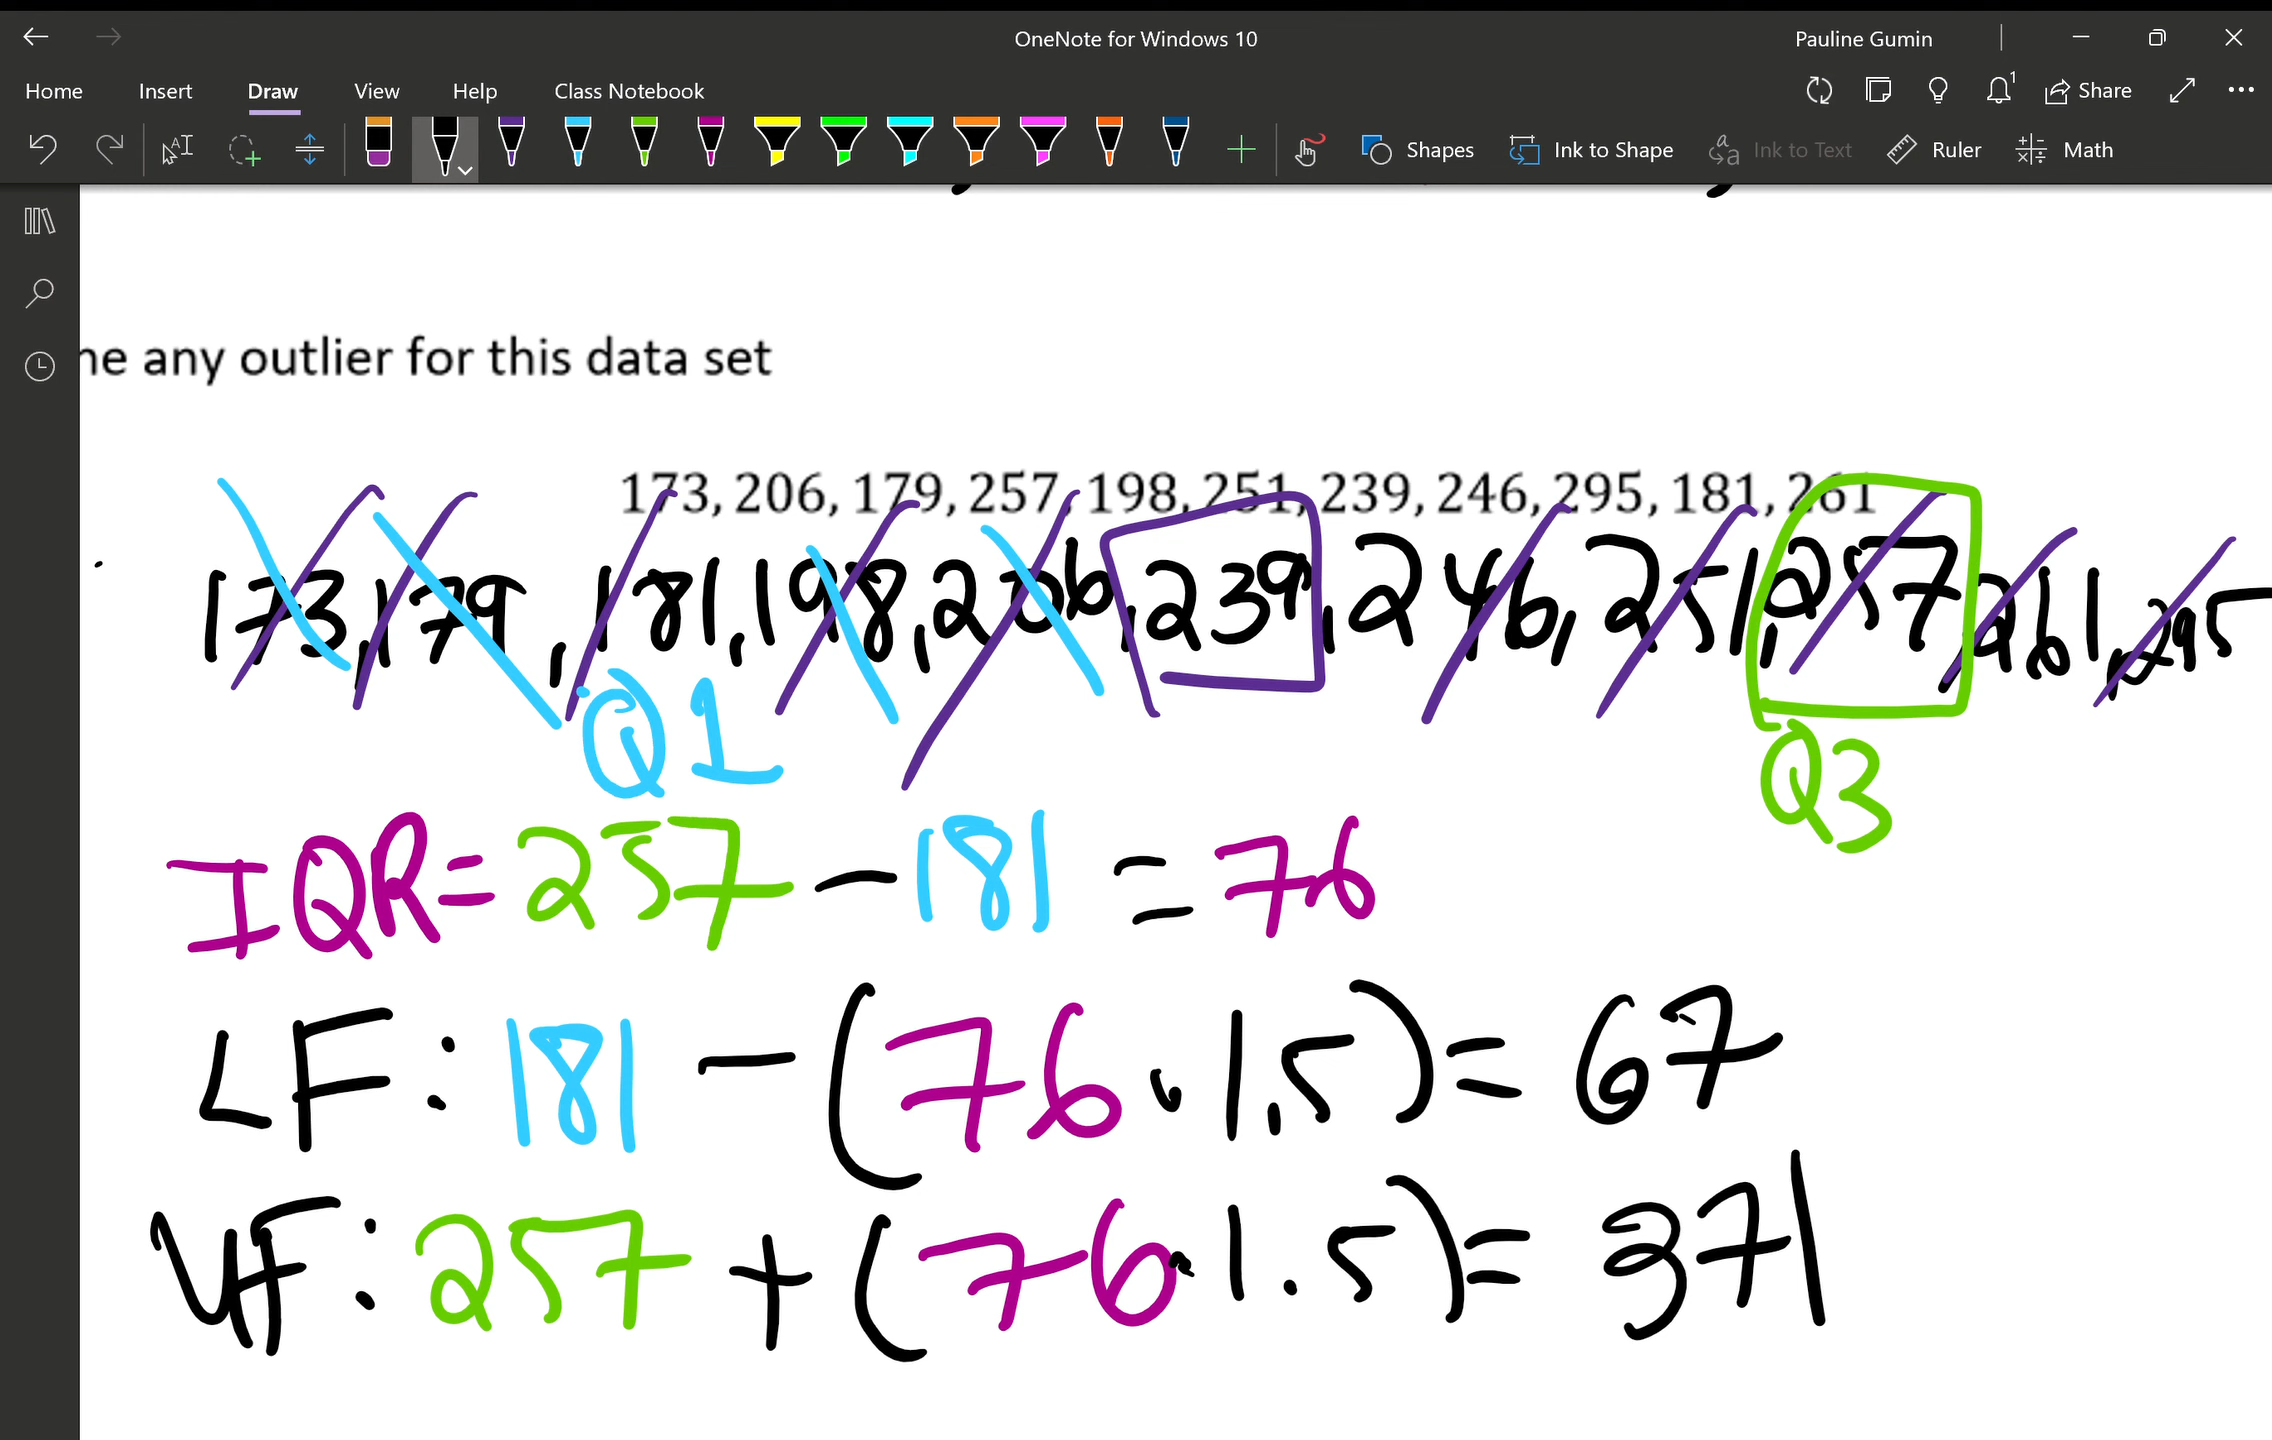 OneNote for Windows 10
Pauline Gumin
Home Insert Draw View Help Class Notebook
1 Share
Shapes Ink to Shape Ink to Text Ruler Math
ne any outlier for this data set
173, 206, 179, 257, 198, 251, 239, 246, 295, 181, 261
173, 179, 181, 198, 206, 239, 246, 251, 257, 261, 295
Q1 Q3
IQR = 257 - 181 = 76
LF: 181 - (76 · 1.5) = 67
UF: 257 + (76 · 1.5) = 371